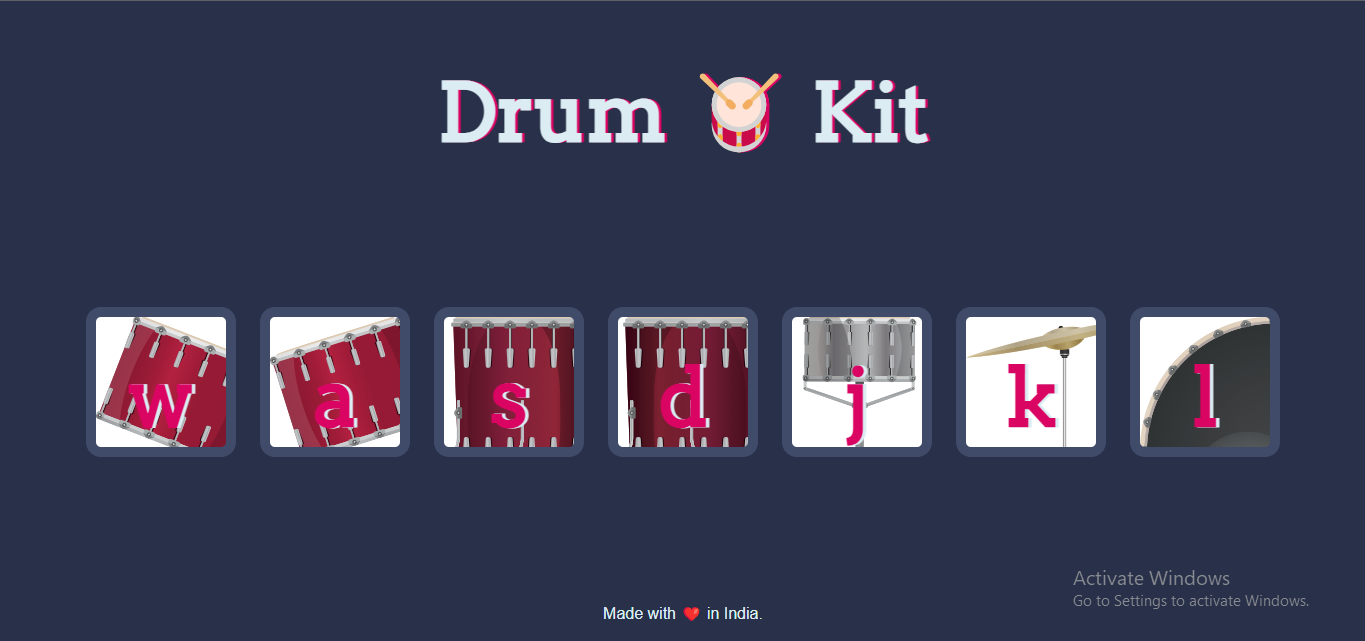 Drum 🥁 Kit
w a s d j k l
Activate Windows
Go to Settings to activate Windows.
Made with ❤️ in India.